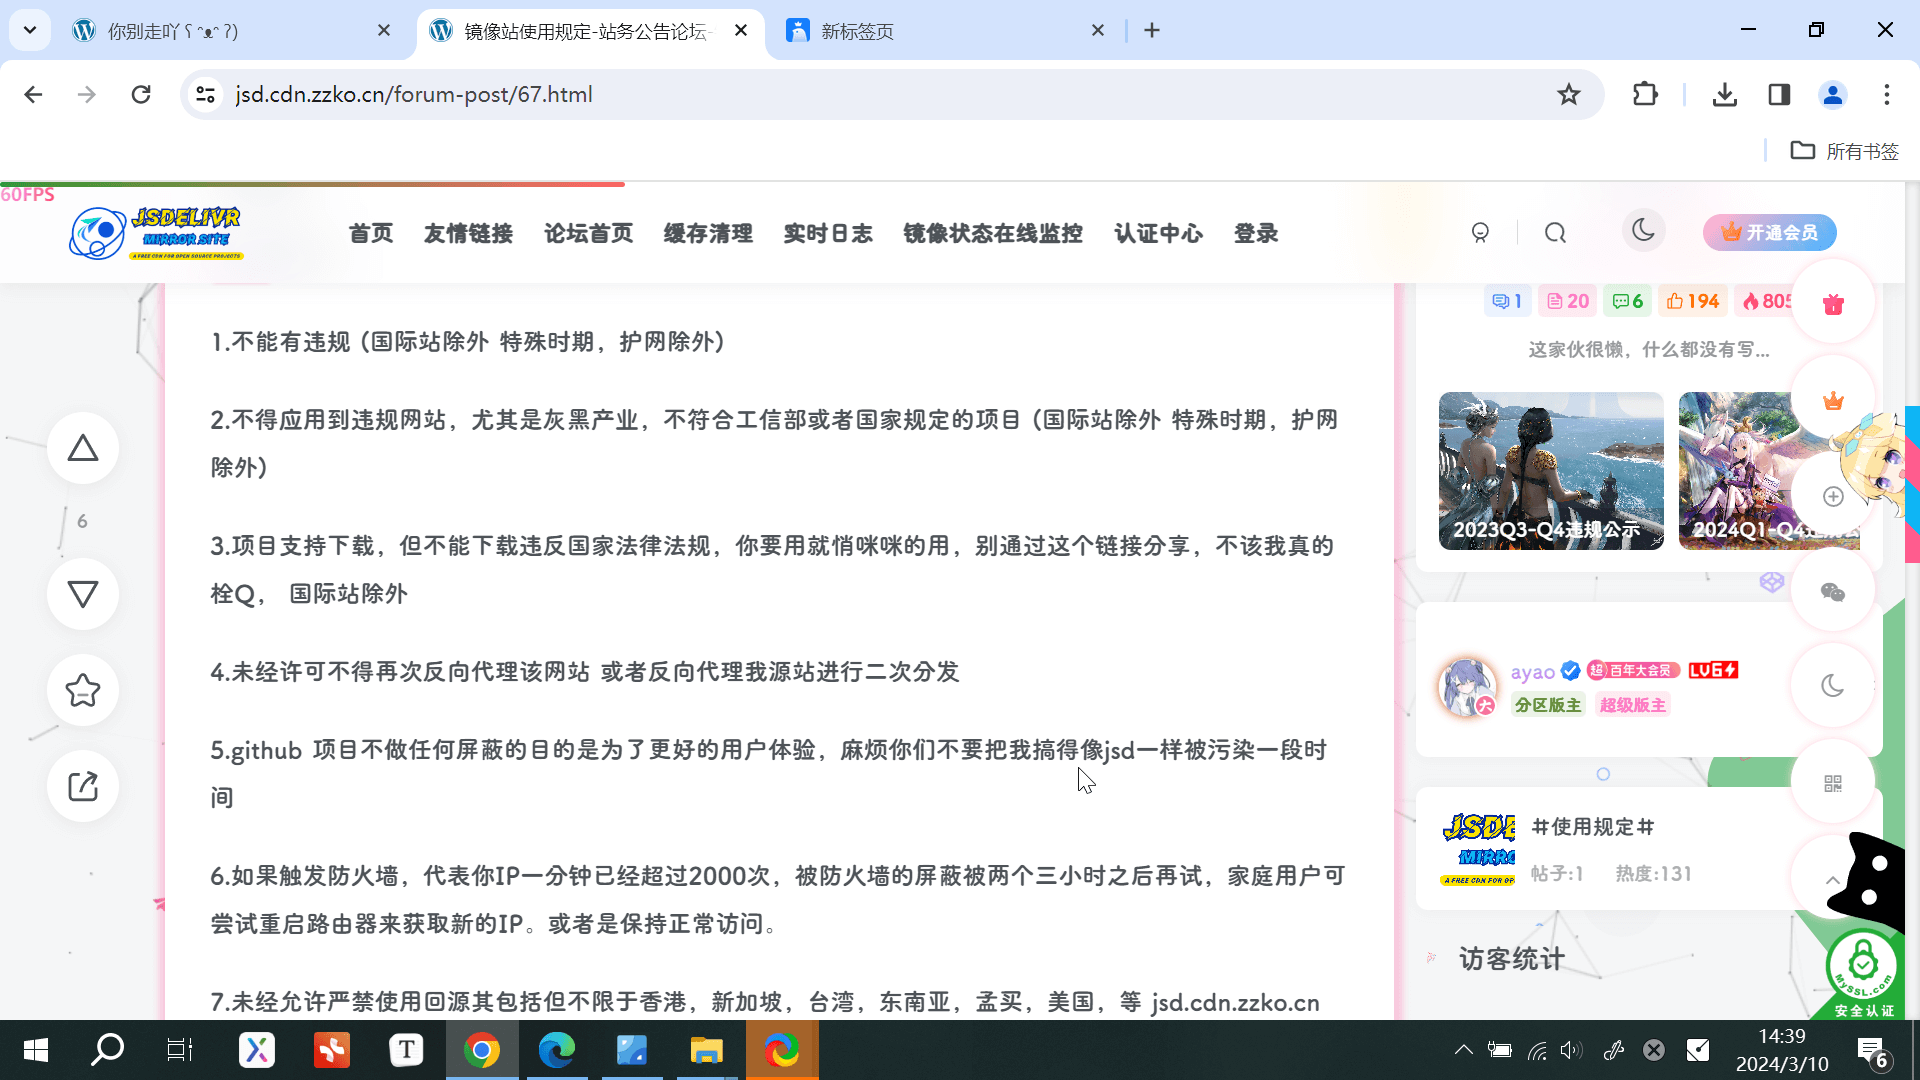 你别走吖
镜像站使用规定-站务公告论坛-
新标签页
jsd.cdn.zzko.cn/forum-post/67.html
所有书签
60FPS
JSDELIVR
MIRROR SITE
A FREE CDN FOR OPEN SOURCE PROJECTS
首页
友情链接
论坛首页
缓存清理
实时日志
镜像状态在线监控
认证中心
登录
开通会员
1.不能有违规 (国际站除外 特殊时期，护网除外)
2.不得应用到违规网站，尤其是灰黑产业，不符合工信部或者国家规定的项目 (国际站除外 特殊时期，护网
除外)
3.项目支持下载，但不能下载违反国家法律法规，你要用就悄咪咪的用，别通过这个链接分享，不该我真的
栓Q， 国际站除外
4.未经许可不得再次反向代理该网站 或者反向代理我源站进行二次分发
5.github 项目不做任何屏蔽的目的是为了更好的用户体验，麻烦你们不要把我搞得像jsd一样被污染一段时
间
6.如果触发防火墙，代表你IP一分钟已经超过2000次，被防火墙的屏蔽被两个三小时之后再试，家庭用户可
尝试重启路由器来获取新的IP。或者是保持正常访问。
7.未经允许严禁使用回源其包括但不限于香港，新加坡，台湾，东南亚，孟买，美国，等 jsd.cdn.zzko.cn
6
1
20
6
194
805
这家伙很懒，什么都没有写...
2023Q3-Q4违规公示
2024Q1-Q4
ayao
超 百年大会员
LV6
大
分区版主
超级版主
JSDE
MIRRO
A FREE CDN FOR OP
#使用规定#
帖子:1
热度:131
访客统计
MySSL.com
安全认证
T
14:39
2024/3/10
6